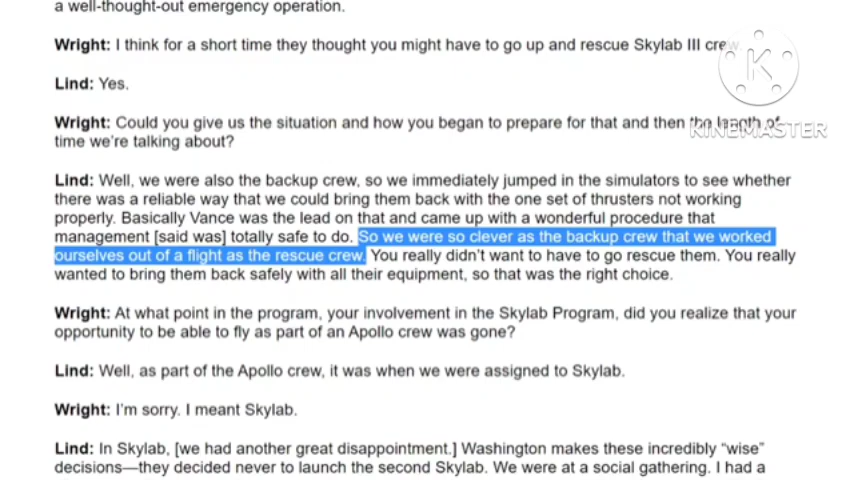 a well-thought-out emergency operation.
Wright: I think for a short time they thought you might have to go up and rescue Skylab III crew
Lind: Yes.
Wright: Could you give us the situation and how you began to prepare for that and then the length of
time we're talking about?
Lind: Well, we were also the backup crew, so we immediately jumped in the simulators to see whether
there was a reliable way that we could bring them back with the one set of thrusters not working
properly. Basically Vance was the lead on that and came up with a wonderful procedure that
management [said was] totally safe to do. So we were so clever as the backup crew that we worked
ourselves out of a flight as the rescue crew. You really didn't want to have to go rescue them. You really
wanted to bring them back safely with all their equipment, so that was the right choice.
Wright: At what point in the program, your involvement in the Skylab Program, did you realize that your
opportunity to be able to fly as part of an Apollo crew was gone?
Lind: Well, as part of the Apollo crew, it was when we were assigned to Skylab.
Wright: I'm sorry. I meant Skylab.
Lind: In Skylab, [we had another great disappointment.] Washington makes these incredibly “wise”
decisions—they decided never to launch the second Skylab. We were at a social gathering. I had a
K
KINEMASTER